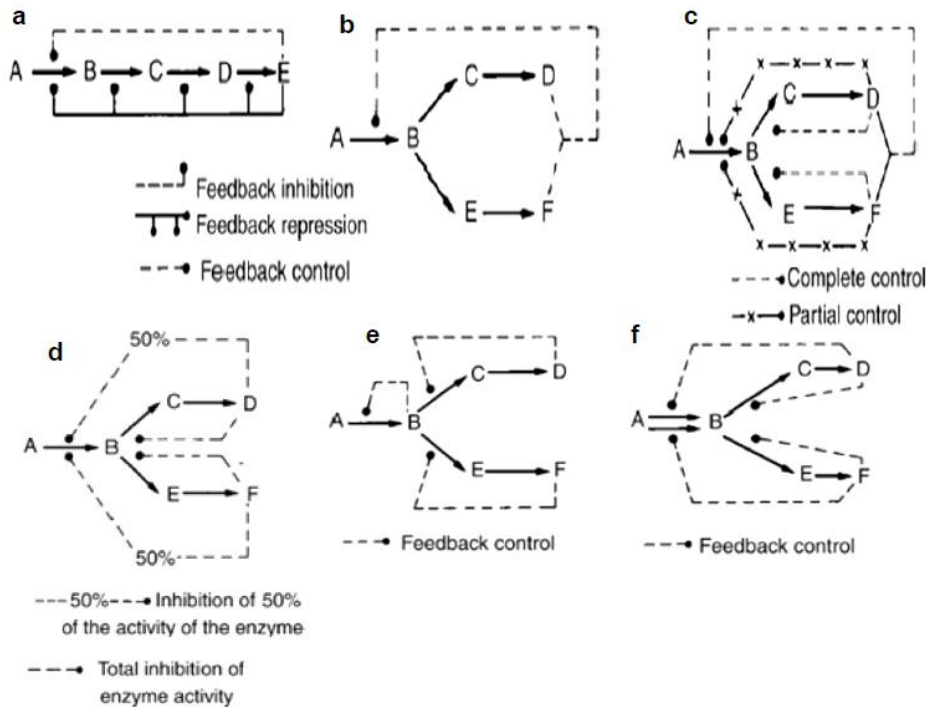 a
A B C D E
Feedback inhibition
Feedback repression
Feedback control
b
C D
A B
E F
c
C D
A B
E F
Complete control
Partial control
d
50%
C D
A B
E F
50%
50% Inhibition of 50%
of the activity of the enzyme
Total inhibition of
enzyme activity
e
C D
A B
E F
Feedback control
f
C D
A B
E F
Feedback control